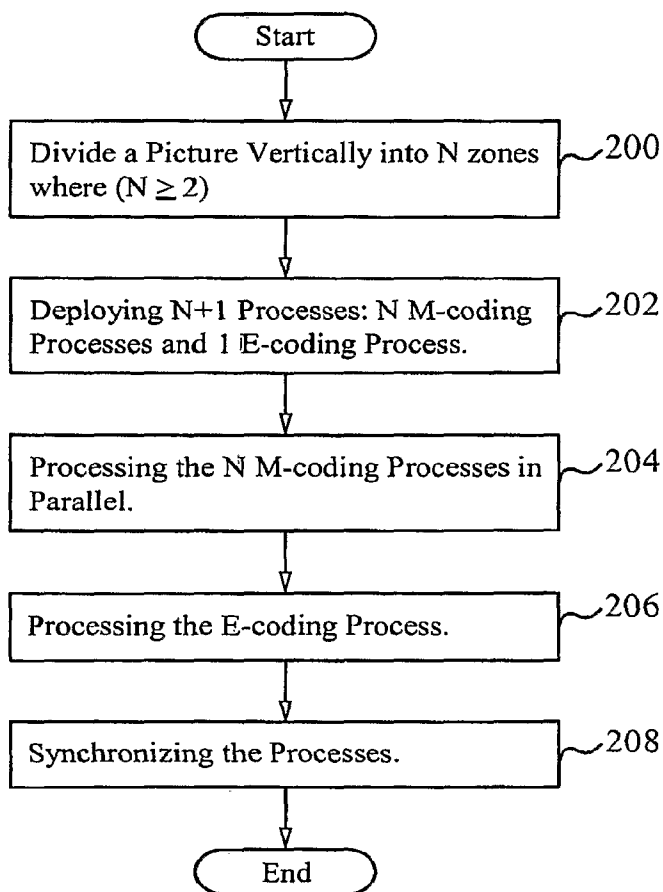 Start
Divide a Picture Vertically into N zones
where (N ≥ 2)
200
Deploying N+1 Processes: N M-coding
Processes and 1 E-coding Process.
202
Processing the N M-coding Processes in
Parallel.
204
Processing the E-coding Process.
206
Synchronizing the Processes.
208
End